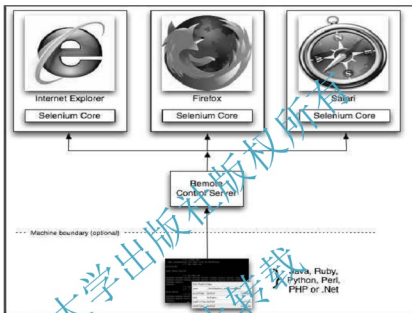 Internet Explorer
Selenium Core
Firefox
Selenium Core
Safari
Selenium Core
Remote
Control Server
Machine boundary (optional)
Java, Ruby,
Python, Perl,
PHP or .Net
大学出版社版权所有
转载